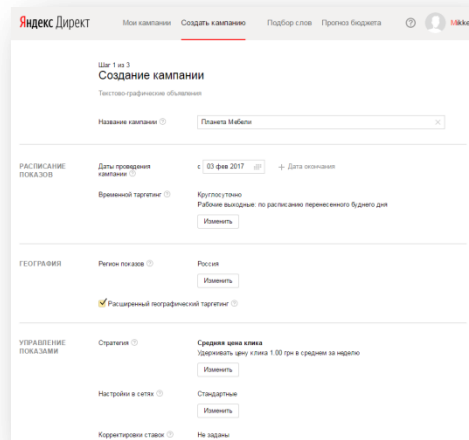 Яндекс Директ Мои кампании Создать кампанию Подбор слов Прогноз бюджета Mikke
Шаг 1 из 3
Создание кампании
Текстово-графические объявления
Название кампании Планета Мебели
РАСПИСАНИЕ ПОКАЗОВ
Даты проведения кампании с 03 фев 2017 + Дата окончания
Временной таргетинг Круглосуточно
Рабочие выходные: по расписанию перенесенного буднего дня
Изменить
ГЕОГРАФИЯ Регион показов Россия
Изменить
Расширенный географический таргетинг
УПРАВЛЕНИЕ ПОКАЗАМИ
Стратегия Средняя цена клика
Удерживать цену клика 1.00 грн в среднем за неделю
Изменить
Настройки в сетях Стандартные
Изменить
Корректировки ставок Не заданы